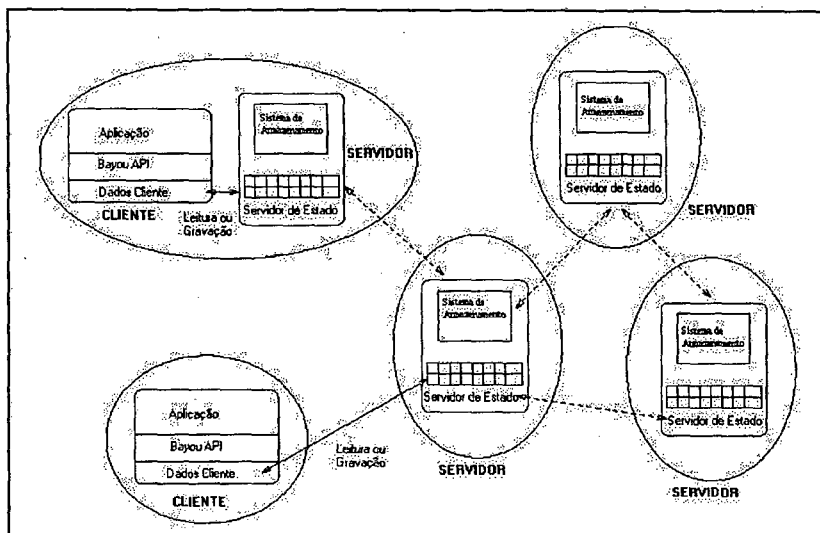 Aplicação
Bayou API
Dados Cliente
CLIENTE
Leitura ou
Gravação
Sistema de
Armazenamento
Servidor de Estado
SERVIDOR
Sistema de
Armazenamento
Servidor de Estado
SERVIDOR
Sistema de
Armazenamento
Servidor de Estado
SERVIDOR
Sistema de
Armazenamento
Servidor de Estado
SERVIDOR
Aplicação
Bayou API
Dados Cliente
CLIENTE
Leitura ou
Gravação